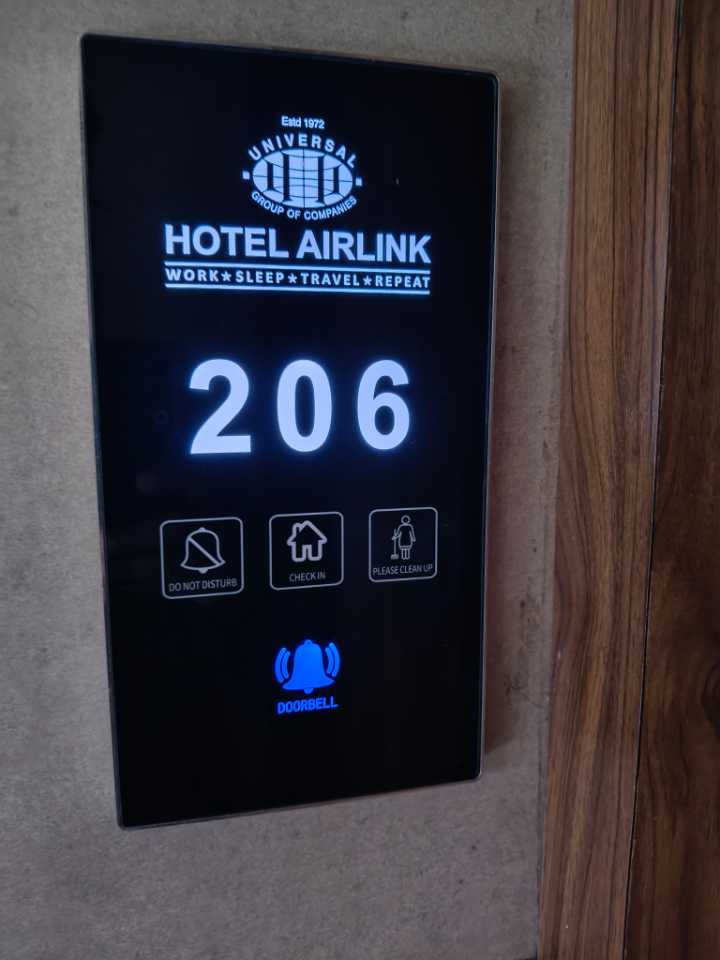 Estd 1972
UNIVERSAL
GROUP OF COMPANIES
HOTEL AIRLINK
WORK★SLEEP★TRAVEL★REPEAT
206
DO NOT DISTURB
CHECK IN
PLEASE CLEAN UP
DOORBELL